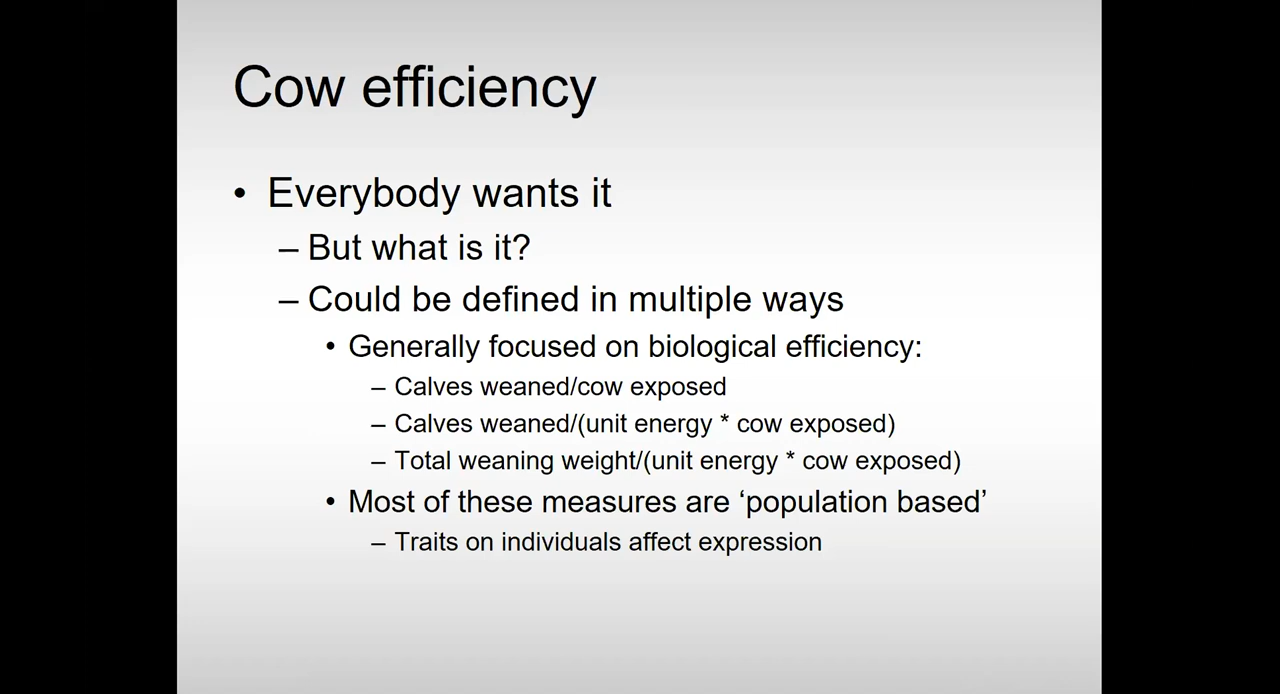 Cow efficiency
• Everybody wants it
– But what is it?
– Could be defined in multiple ways
• Generally focused on biological efficiency:
– Calves weaned/cow exposed
– Calves weaned/(unit energy * cow exposed)
– Total weaning weight/(unit energy * cow exposed)
• Most of these measures are ‘population based’
– Traits on individuals affect expression